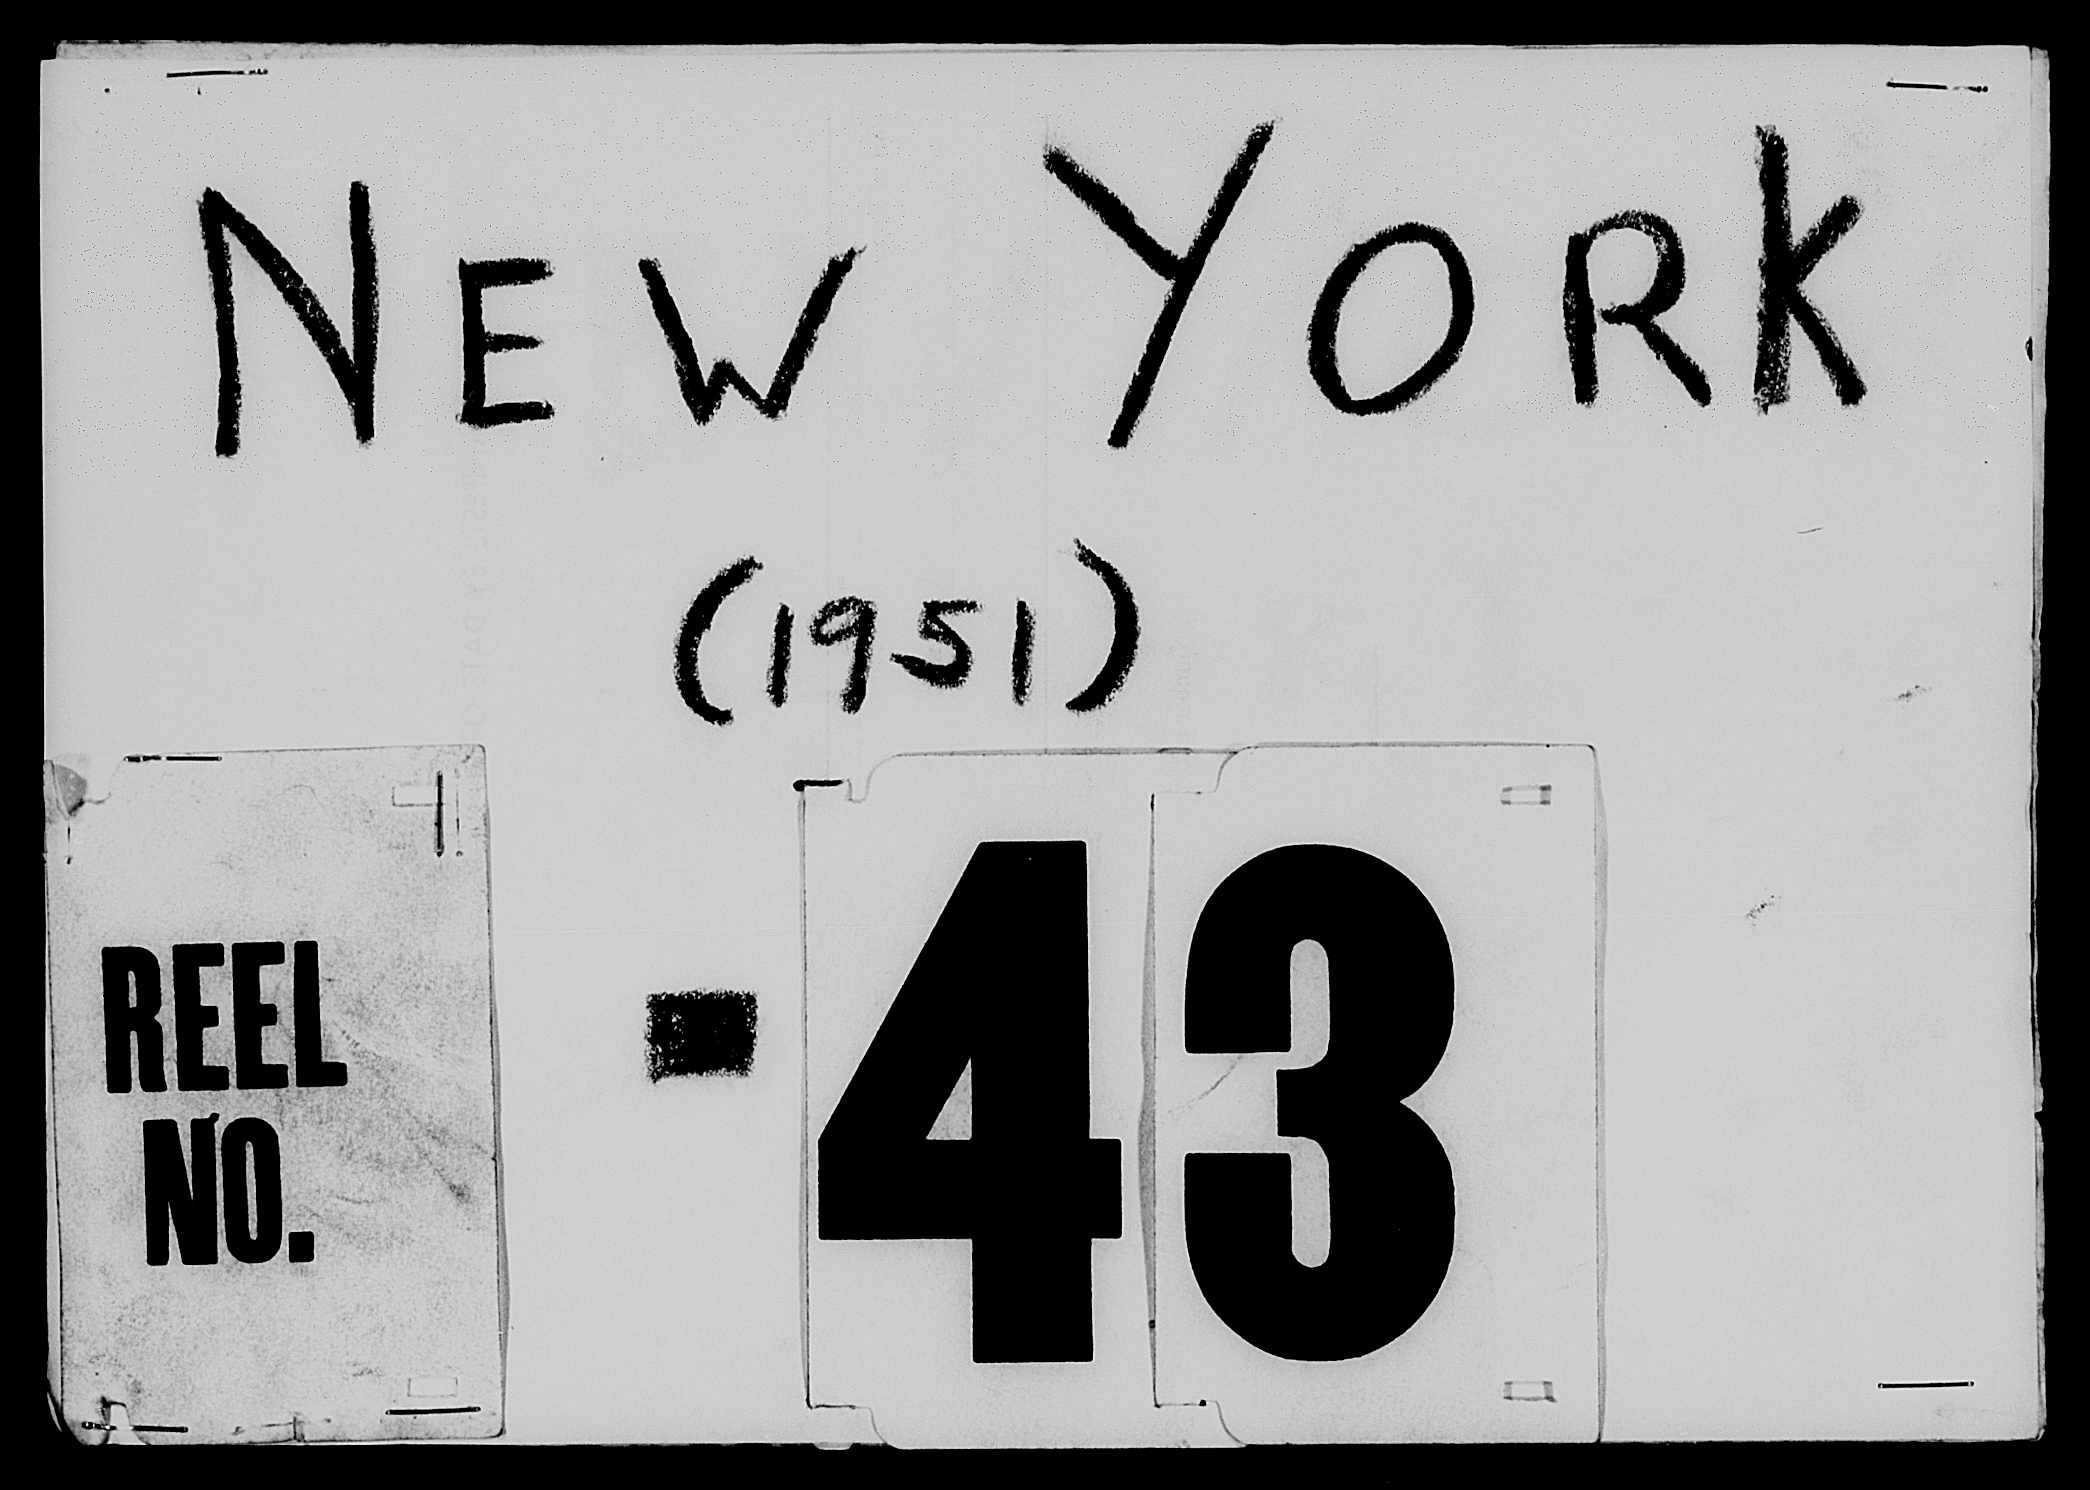 NEW YORK
(1951)
REEL
NO.
- 43